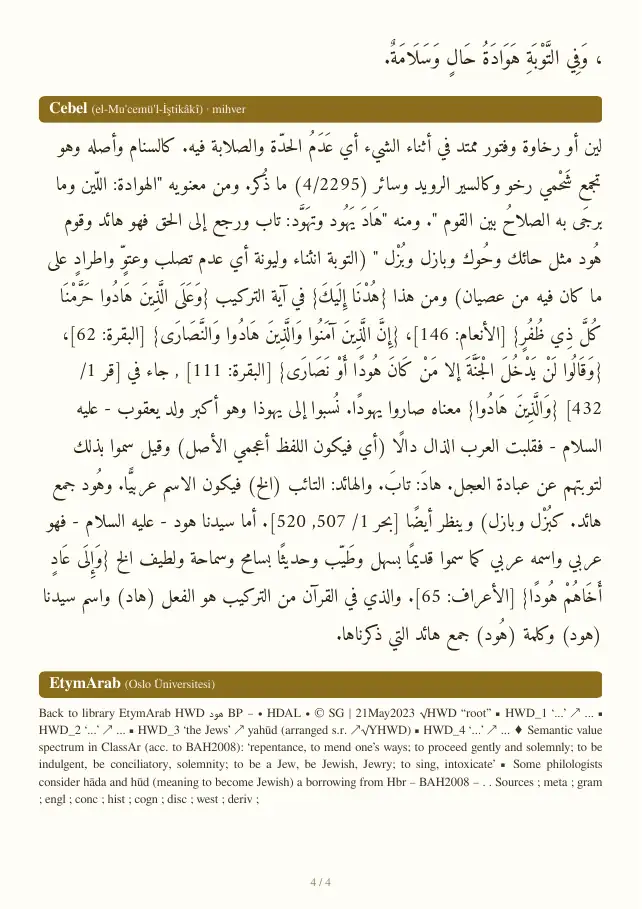 ، وَفِي التَّوْبَةِ هَوَادَةُ حَالٍ وَسَلَامَةٌ.
Cebel (el-Mu'cemü'l-İştikâkî) · mihver
لين أو رخاوة وفتور ممتد في أثناء الشيء أي عَدَمُ الحدّة والصلابة فيه. كالسنام وأصله وهو
تجمع شَحْمي رخو وكالسير الرويد وسائر (4/2295) ما ذُكر. ومن معنويه "الهوادة: اللّين وما
يرجَى به الصلاحُ بين القوم ". ومنه "هَادَ يَهُود وتهَوَّد: تاب ورجع إلى الحق فهو هائد وقوم
هُود مثل حائك وحُوك وبازل وبُزْل " (التوبة انثناء وليونة أي عدم تصلب وعتوٍّ واطرادٍ على
ما كان فيه من عصيان) ومن هذا {هُدْنَا إِلَيكَ} في آية التركيب {وَعَلَى الَّذِينَ هَادُوا حَرَّمْنَا
كُلَّ ذِي ظُفُرٍ} [الأنعام: 146]، {إِنَّ الَّذِينَ آمَنُوا وَالَّذِينَ هَادُوا وَالنَّصَارَى} [البقرة: 62]،
{وَقَالُوا لَنْ يَدْخُلَ الْجَنَّةَ إِلا مَنْ كَانَ هُودًا أَوْ نَصَارَى} [البقرة: 111] , جاء في [قر 1/
432] {وَالَّذِينَ هَادُوا} معناه صاروا يهودًا. نُسبوا إلى يهوذا وهو أكبر ولد يعقوب - عليه
السلام - فقلبت العرب الذال دالًا (أي فيكون اللفظ أعجمي الأصل) وقيل سموا بذلك
لتوبتهم عن عبادة العجل. هادَ: تابَ. والهائد: التائب (الخ) فيكون الاسم عربيًّا. وهُود جمع
هائد. كبُزْل وبازل) وينظر أيضًا [بحر 1/ 507, 520]. أما سيدنا هود - عليه السلام - فهو
عربي واسمه عربي كما سموا قديمًا بسهل وطَيّب وحديثًا بسامح وسماحة ولطيف الخ {وَإِلَى عَادٍ
أَخَاهُمْ هُودًا} [الأعراف: 65]. والذي في القرآن من التركيب هو الفعل (هاد) واسم سيدنا
(هود) وكلمة (هُود) جمع هائد التي ذكرناها.
EtymArab (Oslo Üniversitesi)
Back to library EtymArab HWD هود BP – • HDAL • © SG | 21May2023 √HWD “root” ▪ HWD_1 ‘...’ ↗ ... ▪
HWD_2 ‘...’ ↗ ... ▪ HWD_3 ‘the Jews’ ↗ yahūd (arranged s.r. ↗√YHWD) ▪ HWD_4 ‘...’ ↗ ... ♦ Semantic value
spectrum in ClassAr (acc. to BAH2008): ‘repentance, to mend one’s ways; to proceed gently and solemnly; to be
indulgent, be conciliatory, solemnity; to be a Jew, be Jewish, Jewry; to sing, intoxicate’ ▪ Some philologists
consider hāda and hūd (meaning to become Jewish) a borrowing from Hbr – BAH2008 – . . Sources ; meta ; gram
; engl ; conc ; hist ; cogn ; disc ; west ; deriv ;
4 / 4